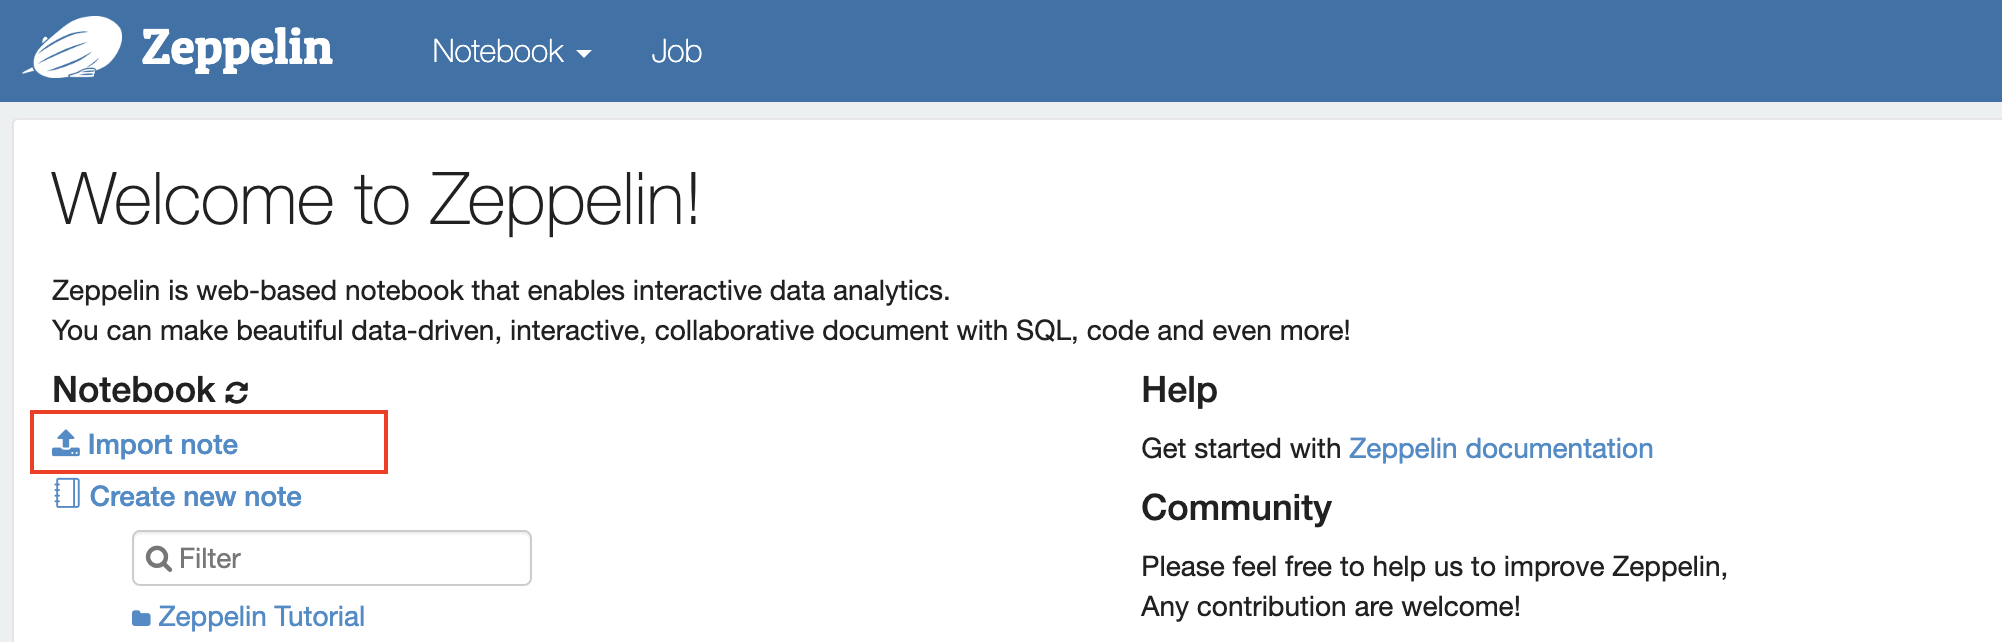 Zeppelin Notebook Job
Welcome to Zeppelin!
Zeppelin is web-based notebook that enables interactive data analytics.
You can make beautiful data-driven, interactive, collaborative document with SQL, code and even more!
Notebook
Import note
Create new note
Filter
Zeppelin Tutorial
Help
Get started with Zeppelin documentation
Community
Please feel free to help us to improve Zeppelin,
Any contribution are welcome!